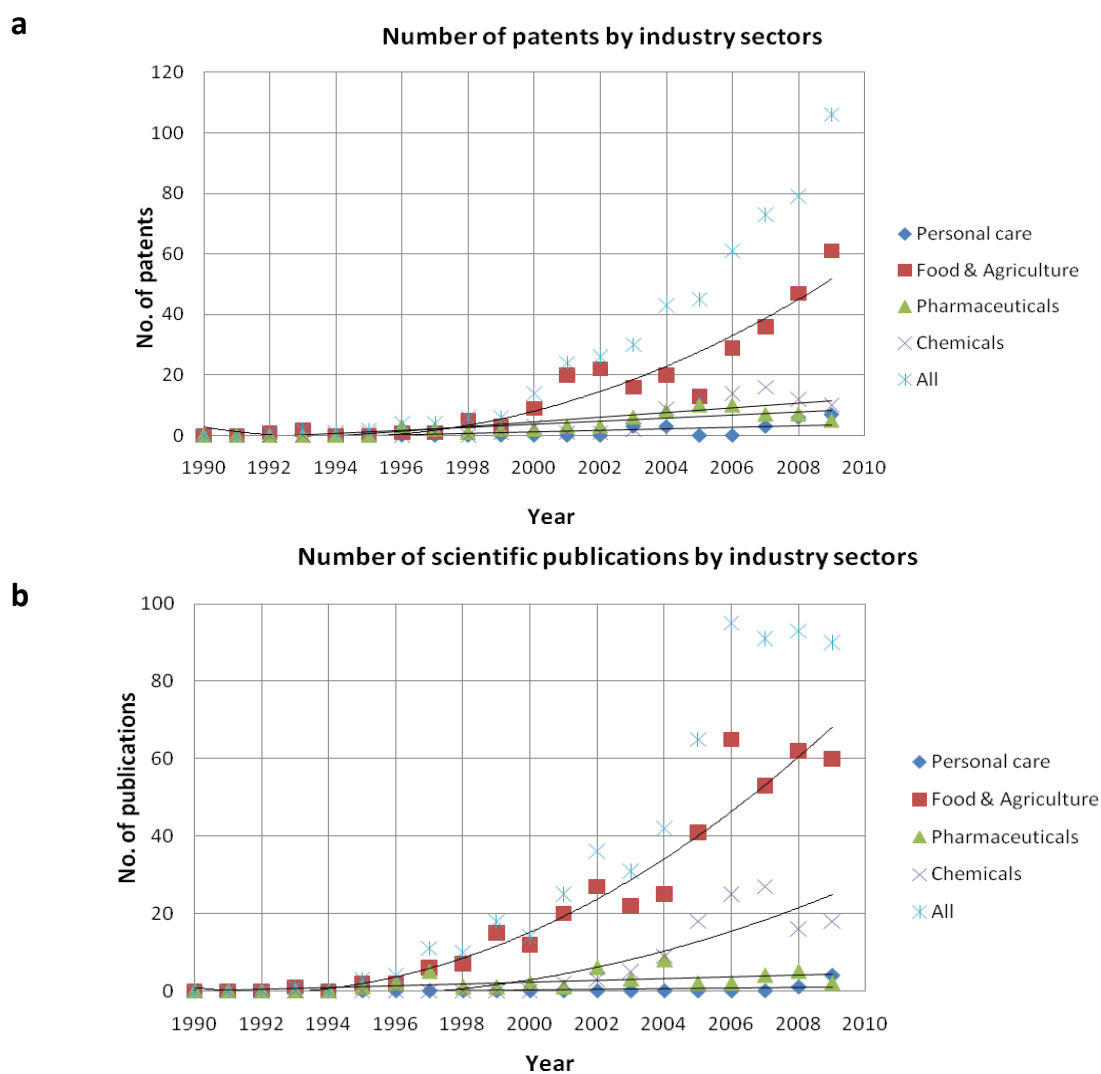 a
Number of patents by industry sectors
120
100
80
60
40
20
0
No. of patents
1990 1992 1994 1996 1998 2000 2002 2004 2006 2008 2010
Year
Personal care
Food & Agriculture
Pharmaceuticals
Chemicals
All
b
Number of scientific publications by industry sectors
100
80
60
40
20
0
No. of publications
1990 1992 1994 1996 1998 2000 2002 2004 2006 2008 2010
Year
Personal care
Food & Agriculture
Pharmaceuticals
Chemicals
All